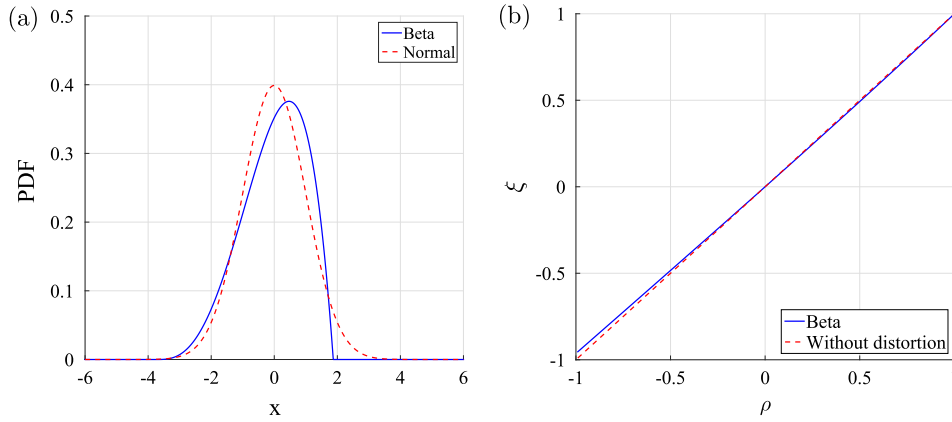 (a)
0.5
0.4
0.3
0.2
0.1
0
PDF
-6
-4
-2
0
2
4
6
x
Beta
Normal
(b)
1
0.5
0
-0.5
-1
ξ
-1
-0.5
0
0.5
ρ
Beta
Without distortion